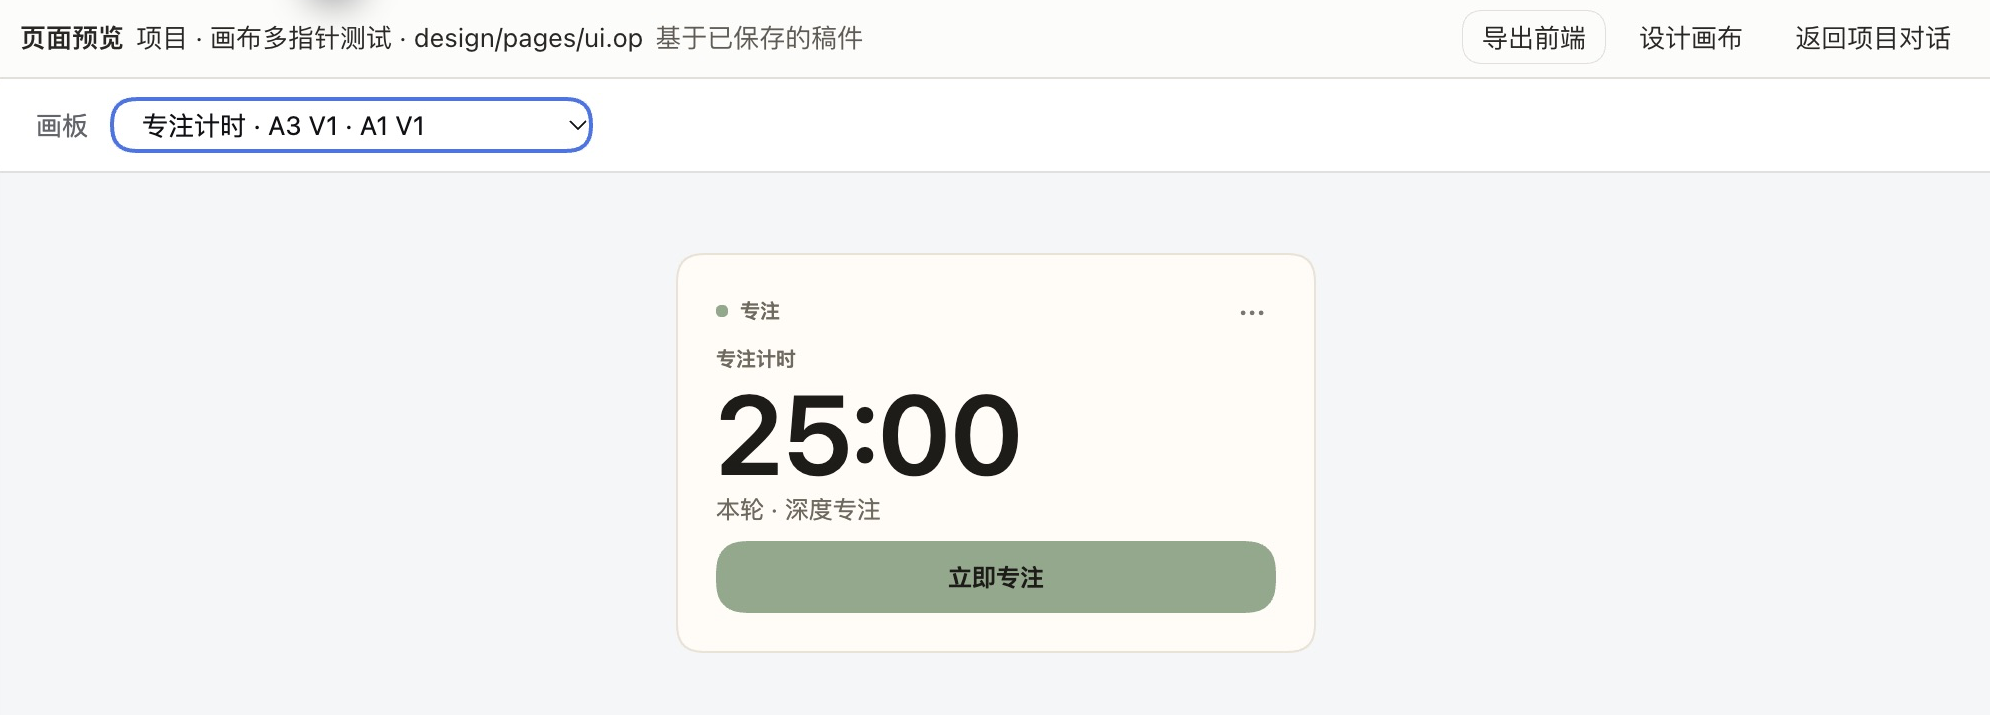 页面预览 项目 · 画布多指针测试 · design/pages/ui.op 基于已保存的稿件 导出前端 设计画布 返回项目对话
画板 专注计时 · A3 V1 · A1 V1
专注 ...
专注计时
25:00
本轮 · 深度专注
立即专注